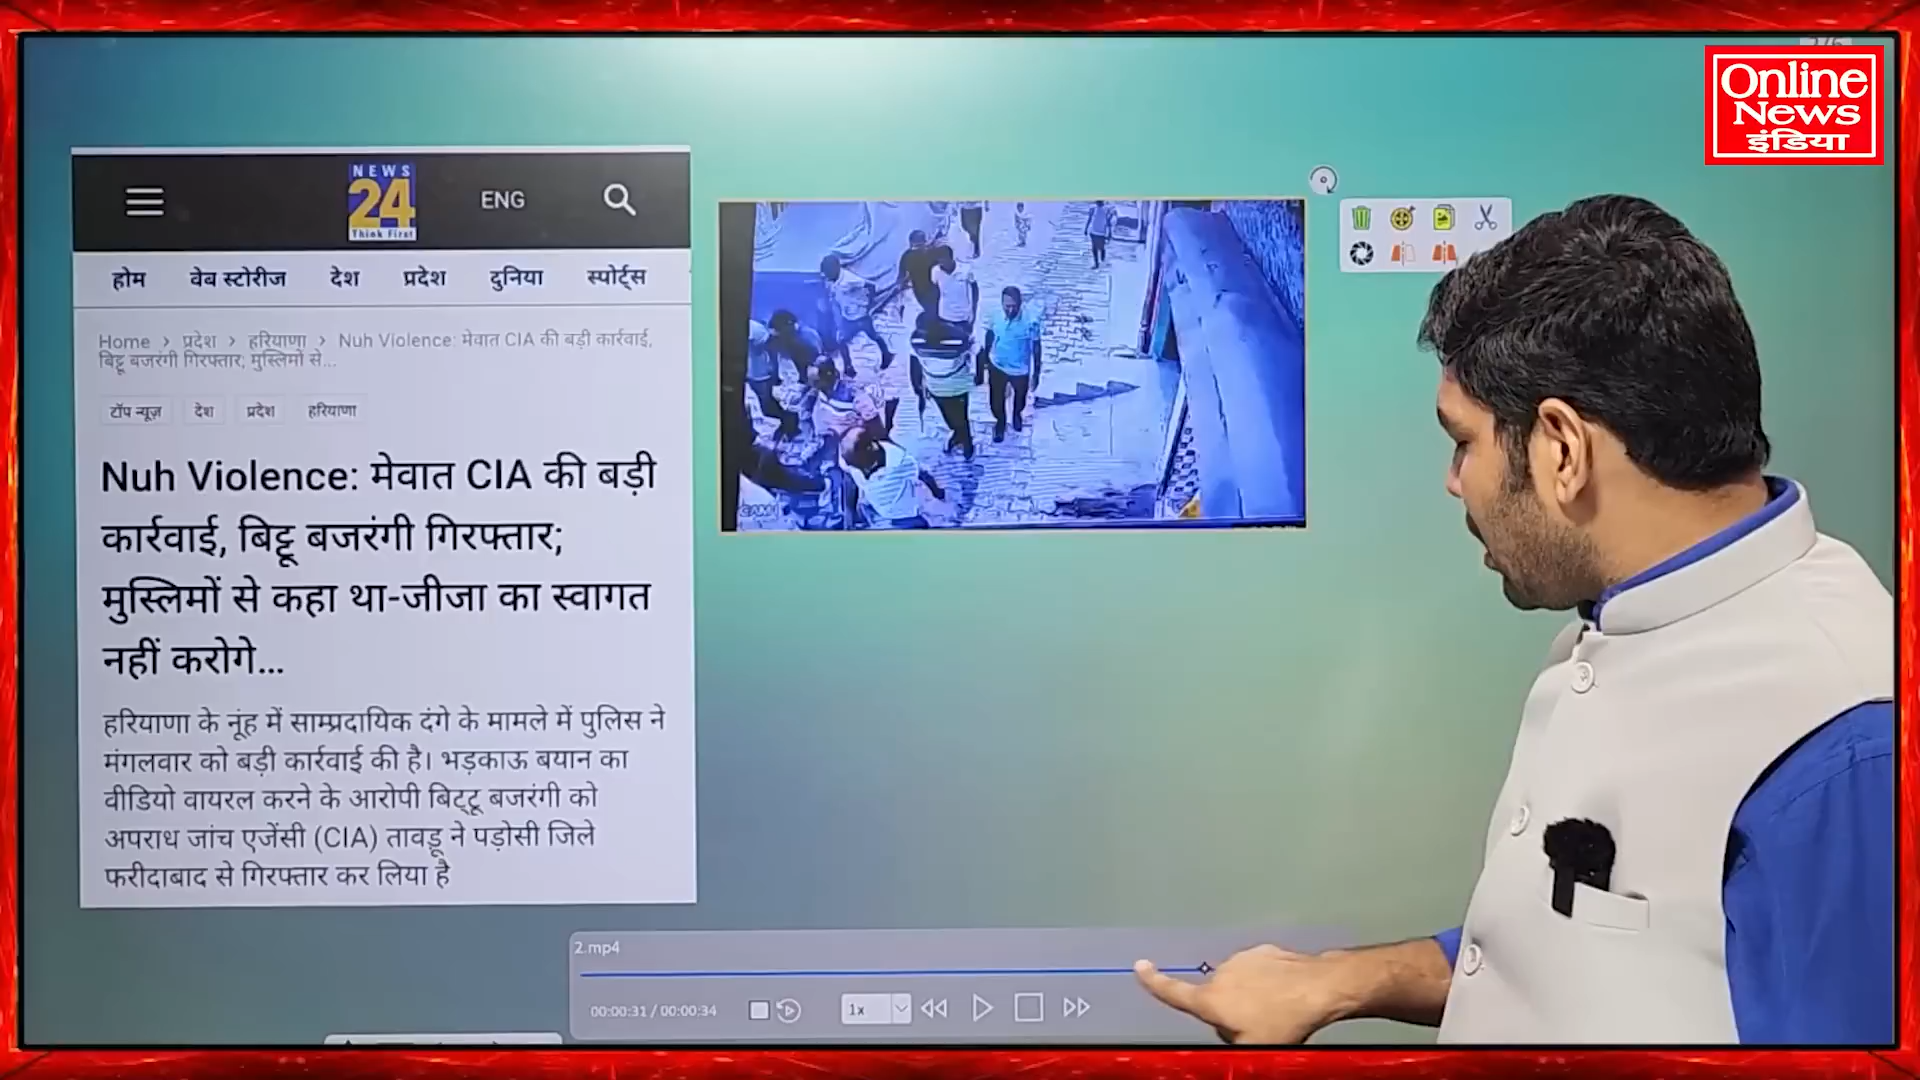 Online
News
इंडिया
NEWS
24
Think First
ENG
होम वेब स्टोरीज देश प्रदेश दुनिया स्पोर्ट्स
Home › प्रदेश › हरियाणा › Nuh Violence: मेवात CIA की बड़ी कार्रवाई,
बिट्टू बजरंगी गिरफ्तार; मुस्लिमों से...
टॉप न्यूज़ देश प्रदेश हरियाणा
Nuh Violence: मेवात CIA की बड़ी
कार्रवाई, बिट्टू बजरंगी गिरफ्तार;
मुस्लिमों से कहा था-जीजा का स्वागत
नहीं करोगे...
हरियाणा के नूंह में साम्प्रदायिक दंगे के मामले में पुलिस ने
मंगलवार को बड़ी कार्रवाई की है। भड़काऊ बयान का
वीडियो वायरल करने के आरोपी बिट्टू बजरंगी को
अपराध जांच एजेंसी (CIA) तावडू ने पड़ोसी जिले
फरीदाबाद से गिरफ्तार कर लिया है
2.mp4
00:00:31 / 00:00:34
1x